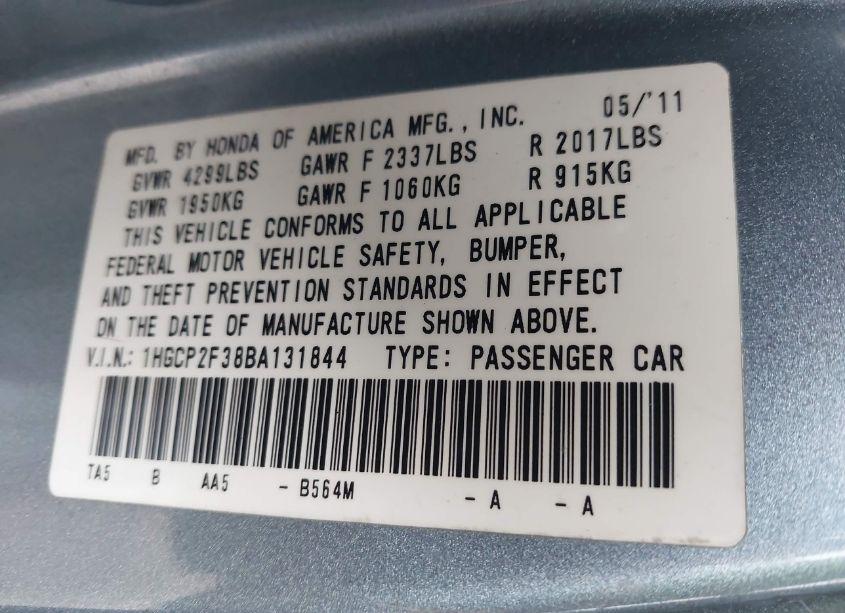 MFD. BY HONDA OF AMERICA MFG., INC. 05/'11
GVWR 4299LBS GAWR F 2337LBS R 2017LBS
GVWR 1950KG GAWR F 1060KG R 915KG
THIS VEHICLE CONFORMS TO ALL APPLICABLE
FEDERAL MOTOR VEHICLE SAFETY, BUMPER,
AND THEFT PREVENTION STANDARDS IN EFFECT
ON THE DATE OF MANUFACTURE SHOWN ABOVE.
V.I.N.: 1HGCP2F38BA131844 TYPE: PASSENGER CAR
TA5 B AA5 - B564M - A - A